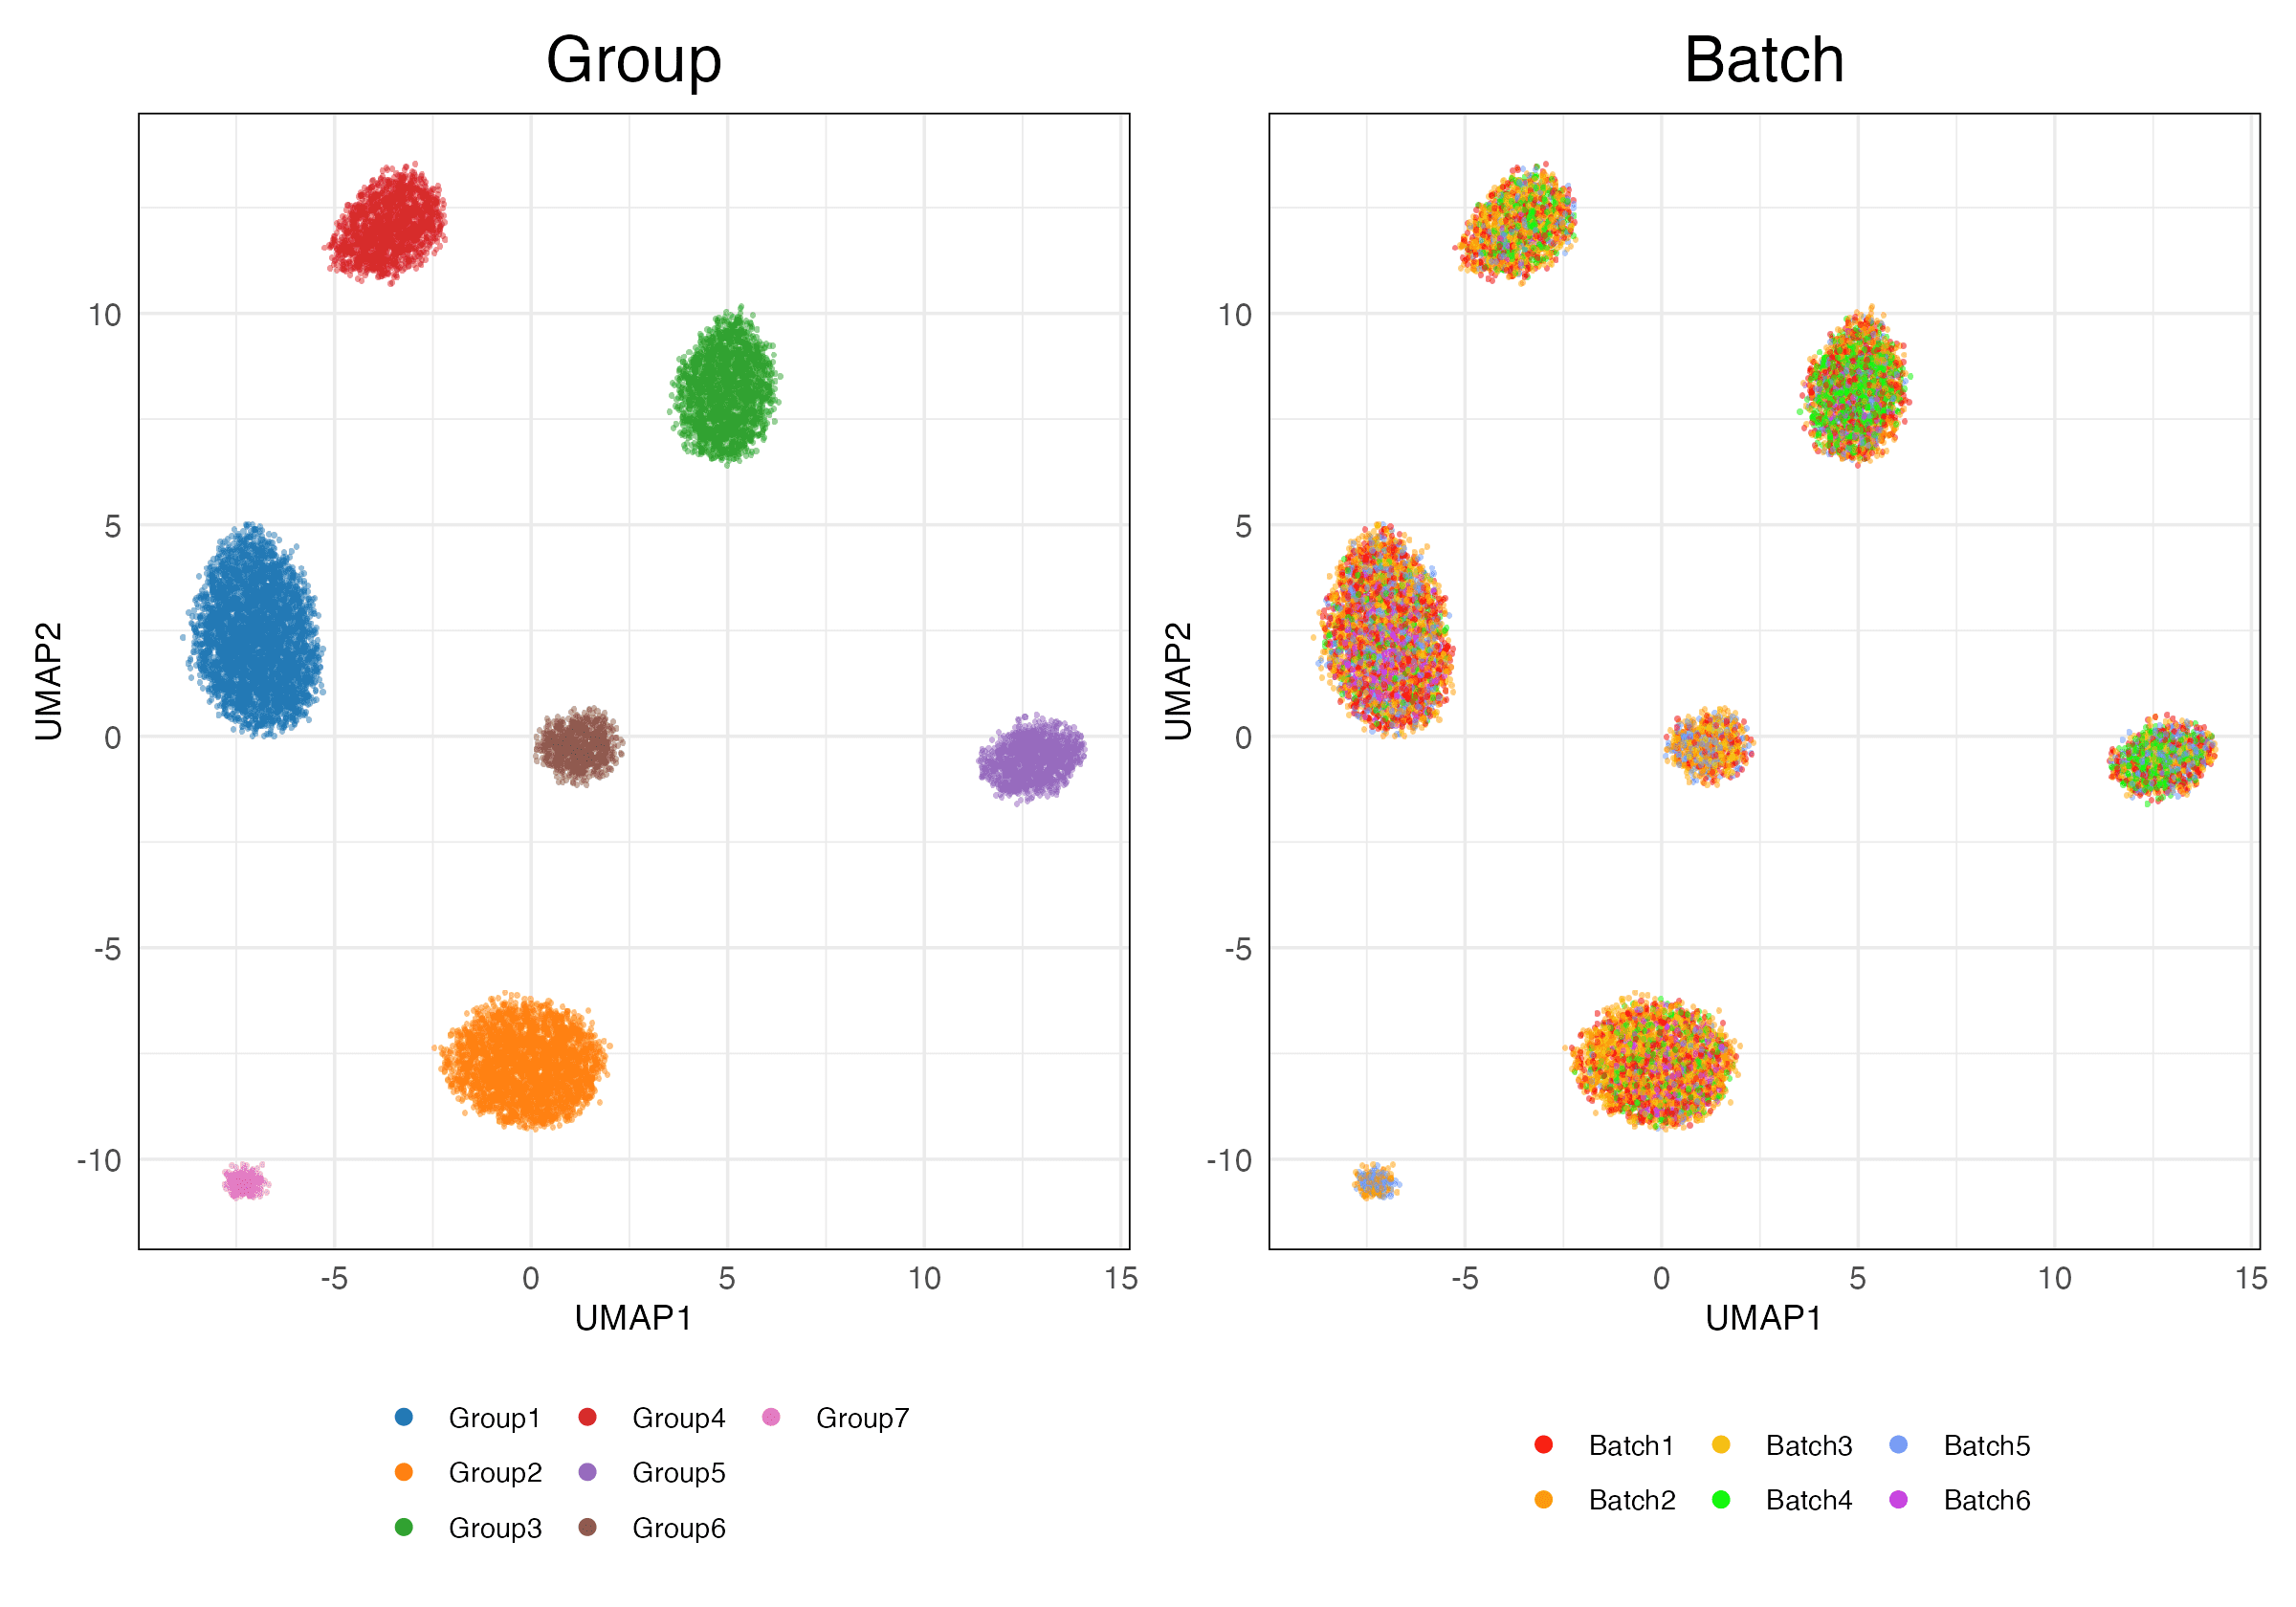 Group
Batch
10
5
0
-5
-10
UMAP2
-5 0 5 10 15
UMAP1
10
5
0
-5
-10
UMAP2
-5 0 5 10 15
UMAP1
Group1 Group4 Group7
Group2 Group5
Group3 Group6
Batch1 Batch3 Batch5
Batch2 Batch4 Batch6